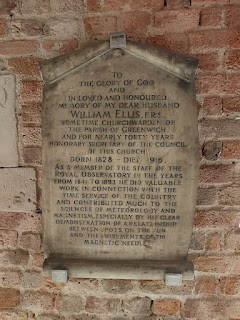 TO
THE GLORY OF GOD
AND
IN LOVED AND HONOURED
MEMORY OF MY DEAR HUSBAND
WILLIAM ELLIS, F.R.S.,
SOMETIME CHURCHWARDEN OF
THE PARISH OF GREENWICH
AND FOR NEARLY FORTY YEARS
HONORARY SECRETARY OF THE COUNCIL
OF THIS CHURCH
BORN 1828 – DIED 1916
AS A MEMBER OF THE STAFF OF THE
ROYAL OBSERVATORY IN THE YEARS
FROM 1841 TO 1893 HE DID VALUABLE
WORK IN CONNECTION WITH THE
TIME SERVICE OF THE COUNTRY
AND CONTRIBUTED MUCH TO THE
SCIENCES OF METEOROLOGY AND
MAGNETISM, ESPECIALLY BY HIS CLEAR
DEMONSTRATION OF A RELATIONSHIP
BETWEEN SPOTS ON THE SUN
AND THE MOVEMENTS OF THE
MAGNETIC NEEDLE